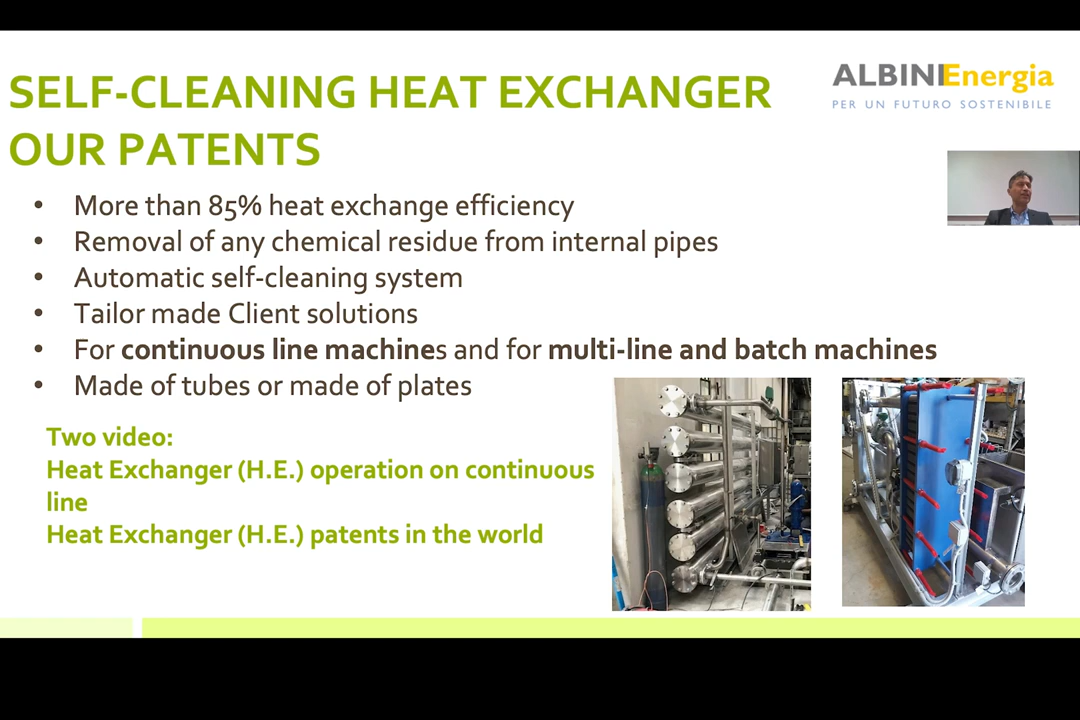 SELF-CLEANING HEAT EXCHANGER
OUR PATENTS
ALBINIEnergia
PER UN FUTURO SOSTENIBILE
• More than 85% heat exchange efficiency
• Removal of any chemical residue from internal pipes
• Automatic self-cleaning system
• Tailor made Client solutions
• For continuous line machines and for multi-line and batch machines
• Made of tubes or made of plates
Two video:
Heat Exchanger (H.E.) operation on continuous
line
Heat Exchanger (H.E.) patents in the world